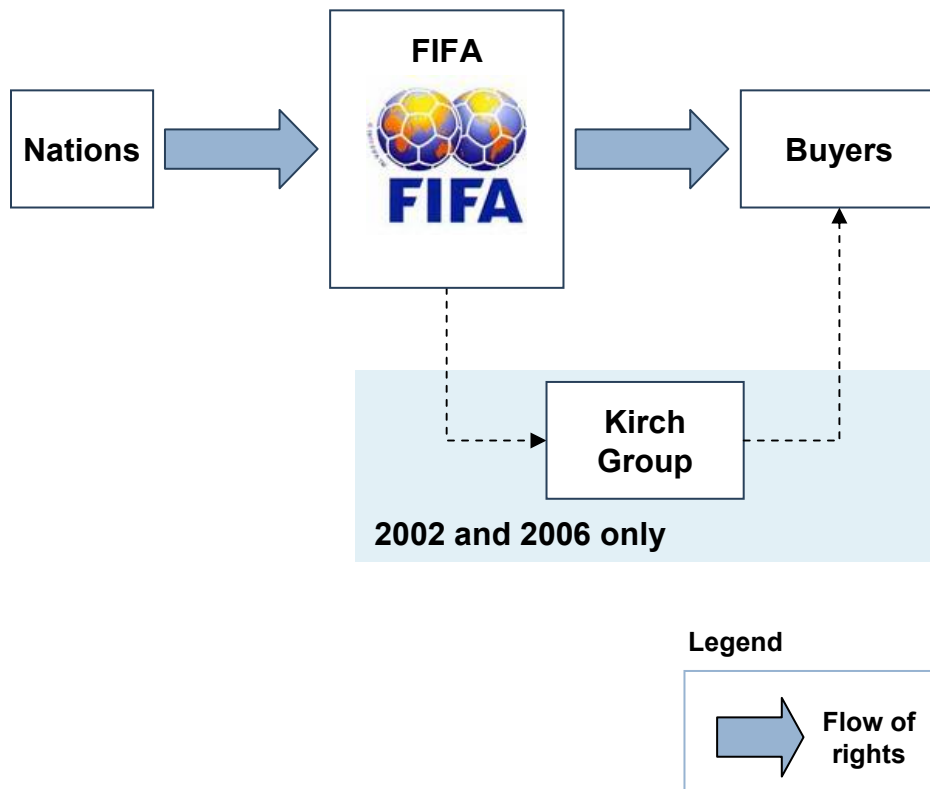 FIFA
Nations
FIFA
Buyers
Kirch
Group
2002 and 2006 only
Legend
Flow of
rights